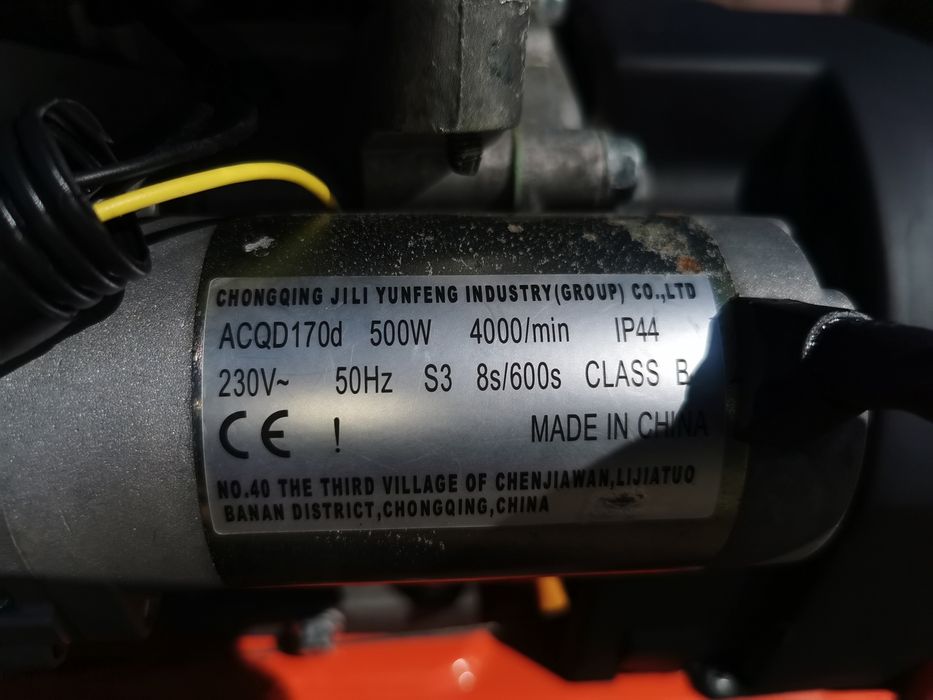 CHONGQING JILI YUNFENG INDUSTRY(GROUP) CO.,LTD
ACQD170d 500W 4000/min IP44
230V~ 50Hz S3 8s/600s CLASS B
CE ! MADE IN CHINA
NO.40 THE THIRD VILLAGE OF CHENJIAWAN,LIJIATUO
BANAN DISTRICT,CHONGQING,CHINA